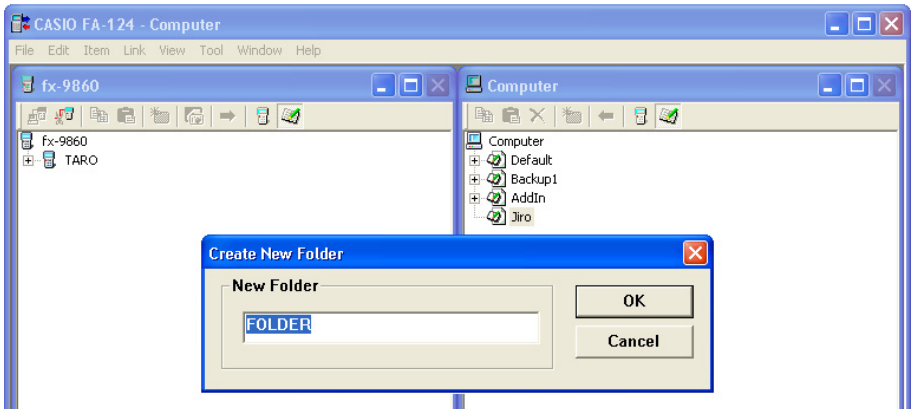 CASIO FA-124 - Computer
File Edit Item Link View Tool Window Help
fx-9860
fx-9860
TARO
Computer
Computer
Default
Backup1
AddIn
Jiro
Create New Folder
New Folder
FOLDER
OK
Cancel